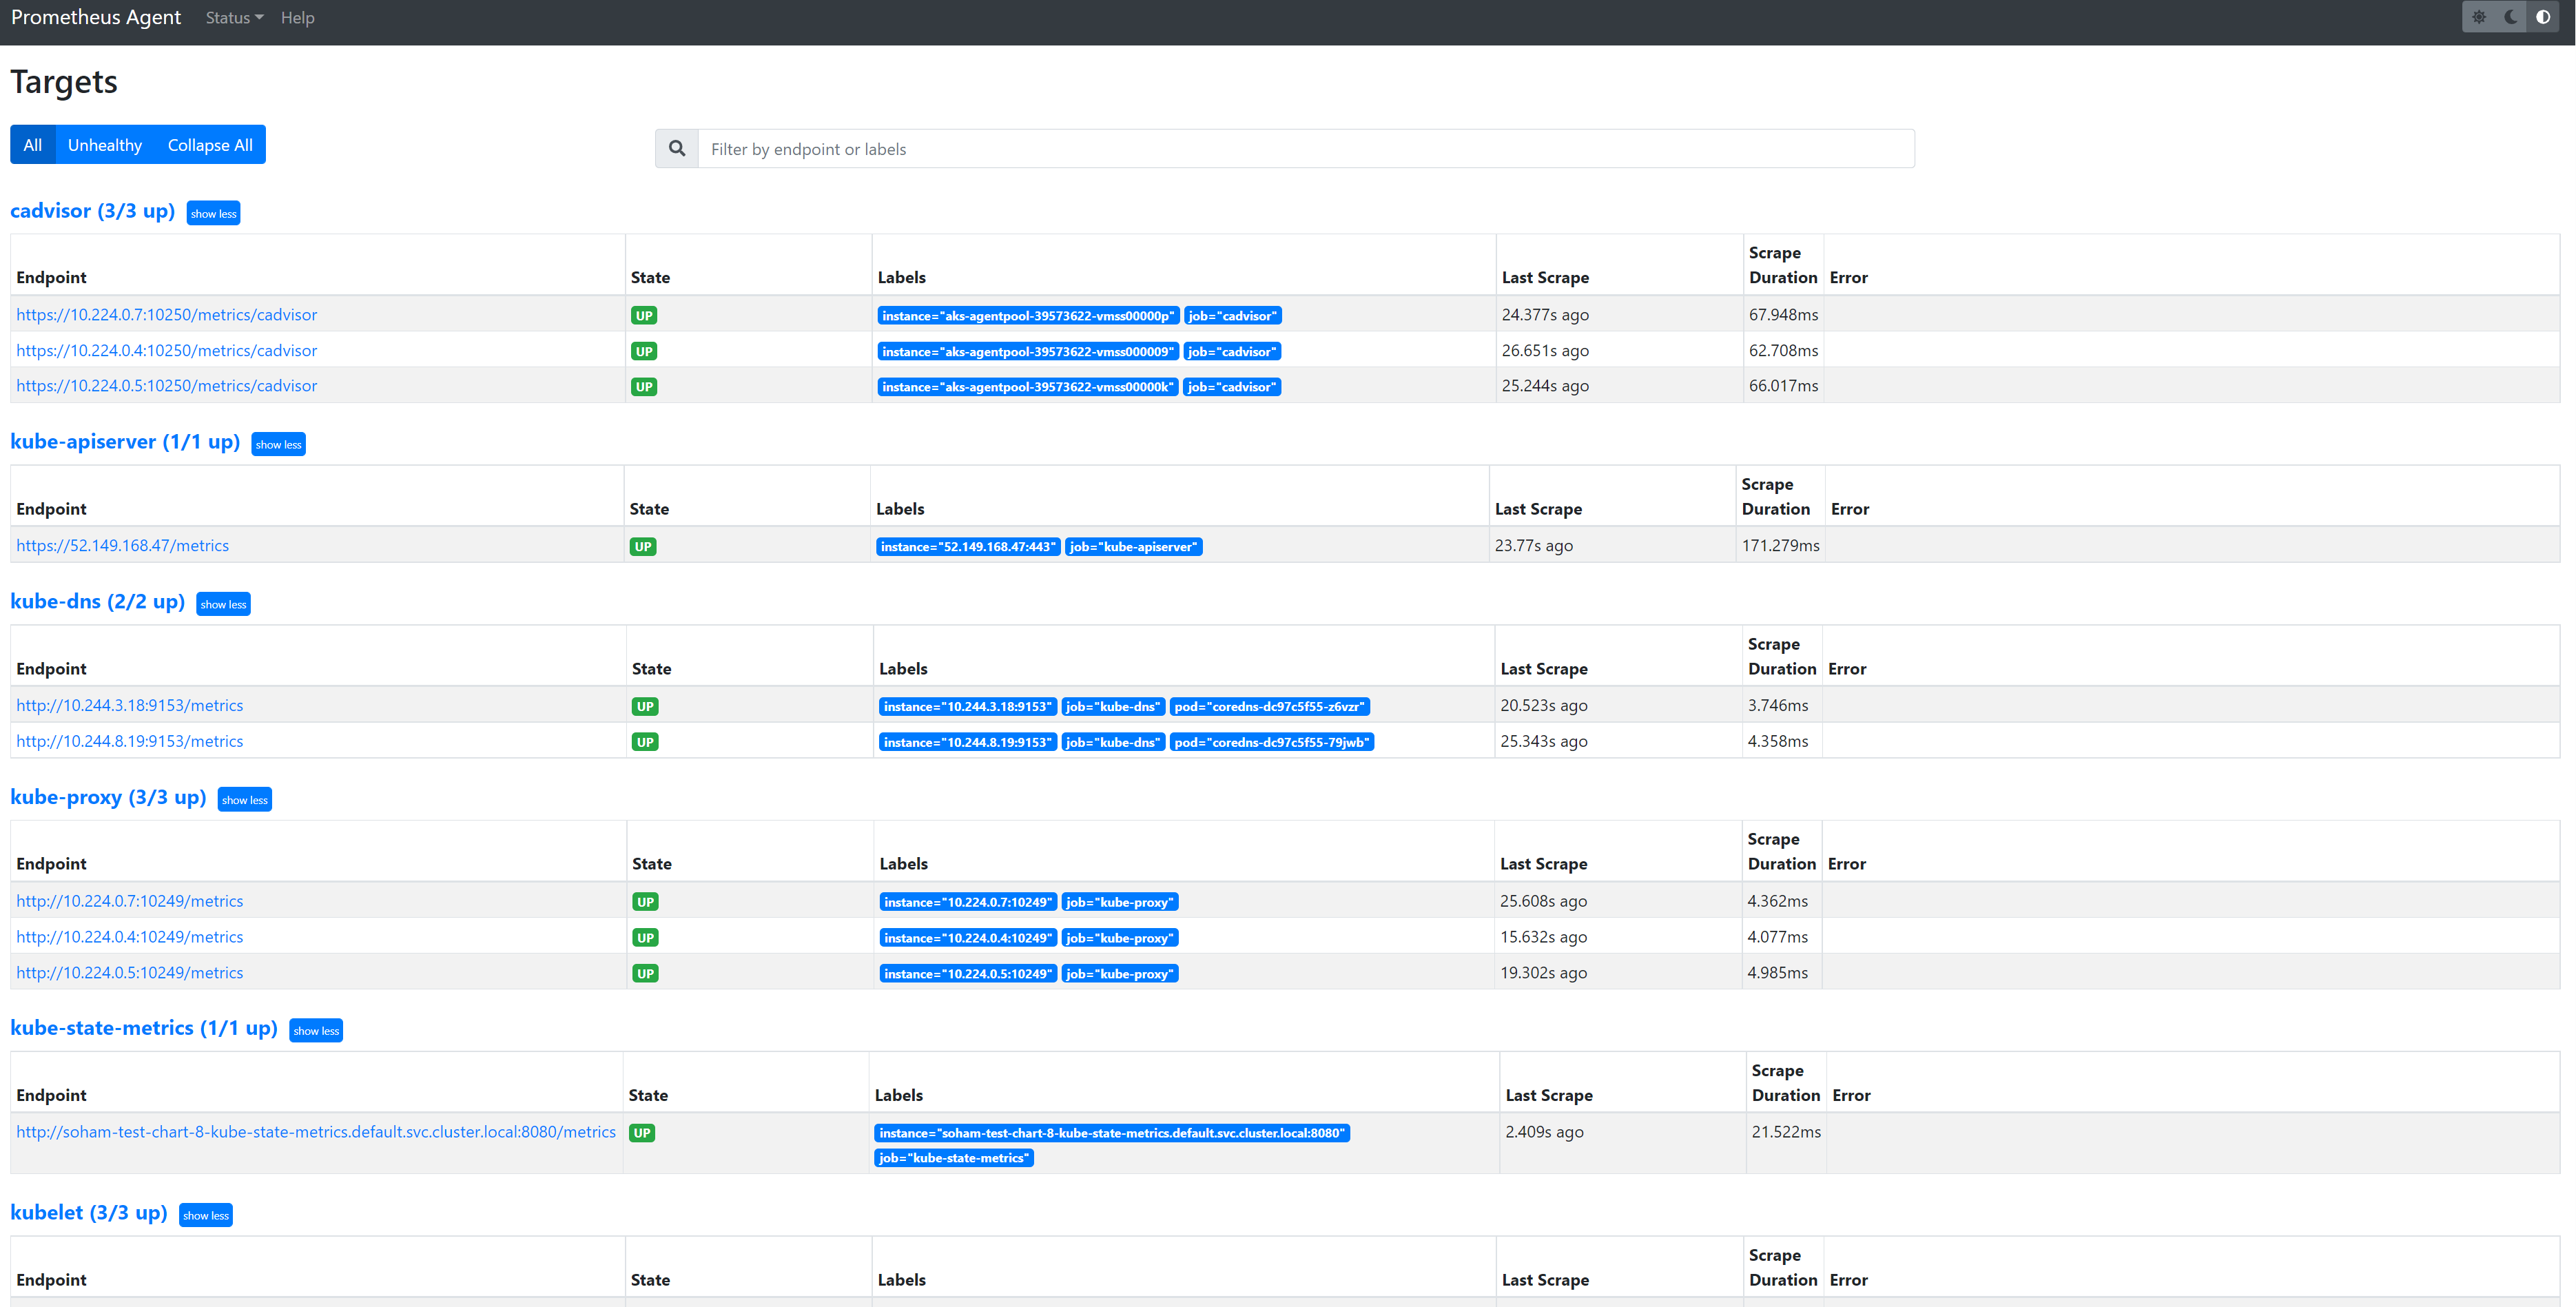 Prometheus Agent Status Help
Targets
All Unhealthy Collapse All
Filter by endpoint or labels
cadvisor (3/3 up) show less
Endpoint State Labels Last Scrape Scrape Duration Error
https://10.224.0.7:10250/metrics/cadvisor UP instance="aks-agentpool-39573622-vmss00000p" job="cadvisor" 24.377s ago 67.948ms
https://10.224.0.4:10250/metrics/cadvisor UP instance="aks-agentpool-39573622-vmss000009" job="cadvisor" 26.651s ago 62.708ms
https://10.224.0.5:10250/metrics/cadvisor UP instance="aks-agentpool-39573622-vmss00000k" job="cadvisor" 25.244s ago 66.017ms
kube-apiserver (1/1 up) show less
Endpoint State Labels Last Scrape Scrape Duration Error
https://52.149.168.47/metrics UP instance="52.149.168.47:443" job="kube-apiserver" 23.77s ago 171.279ms
kube-dns (2/2 up) show less
Endpoint State Labels Last Scrape Scrape Duration Error
http://10.244.3.18:9153/metrics UP instance="10.244.3.18:9153" job="kube-dns" pod="coredns-dc97c5f55-z6vzr" 20.523s ago 3.746ms
http://10.244.8.19:9153/metrics UP instance="10.244.8.19:9153" job="kube-dns" pod="coredns-dc97c5f55-79jwb" 25.343s ago 4.358ms
kube-proxy (3/3 up) show less
Endpoint State Labels Last Scrape Scrape Duration Error
http://10.224.0.7:10249/metrics UP instance="10.224.0.7:10249" job="kube-proxy" 25.608s ago 4.362ms
http://10.224.0.4:10249/metrics UP instance="10.224.0.4:10249" job="kube-proxy" 15.632s ago 4.077ms
http://10.224.0.5:10249/metrics UP instance="10.224.0.5:10249" job="kube-proxy" 19.302s ago 4.985ms
kube-state-metrics (1/1 up) show less
Endpoint State Labels Last Scrape Scrape Duration Error
http://soham-test-chart-8-kube-state-metrics.default.svc.cluster.local:8080/metrics UP instance="soham-test-chart-8-kube-state-metrics.default.svc.cluster.local:8080" 2.409s ago 21.522ms
job="kube-state-metrics"
kubelet (3/3 up) show less
Endpoint State Labels Last Scrape Scrape Duration Error